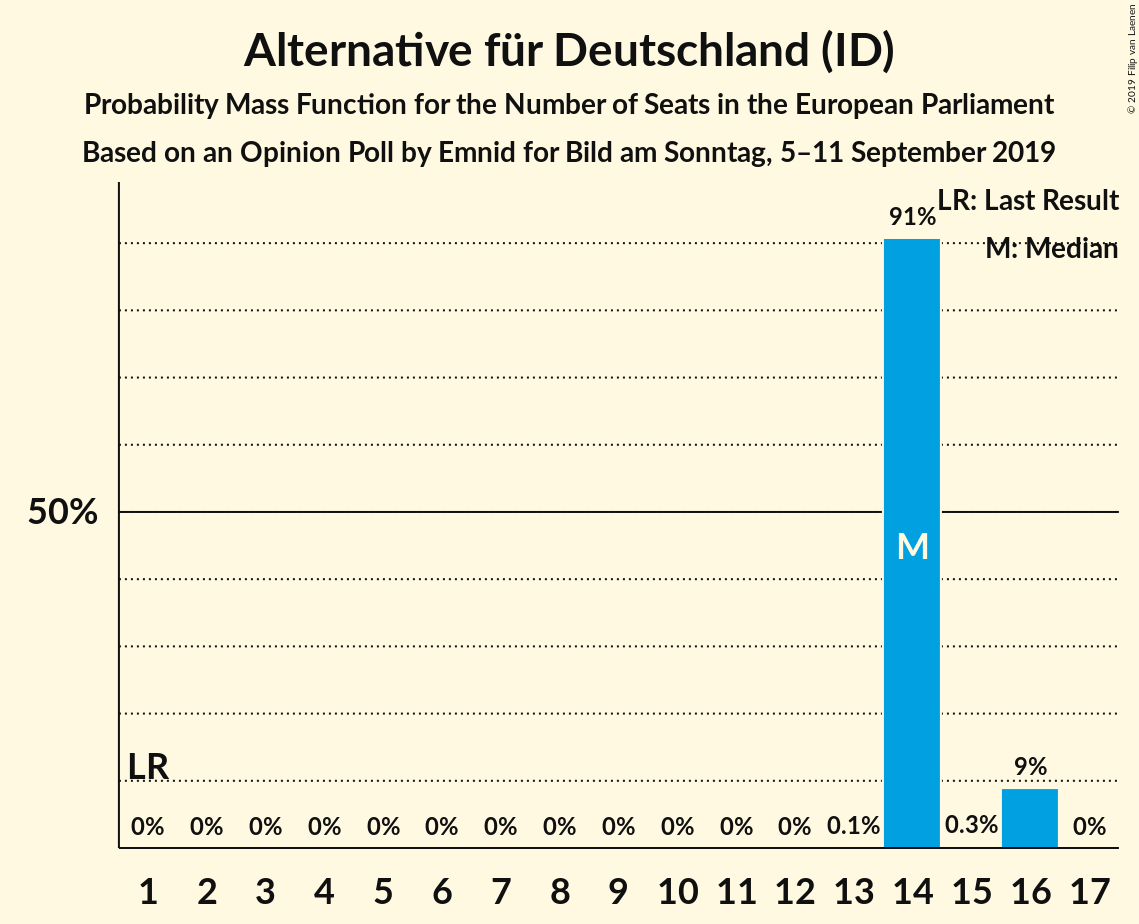 Alternative für Deutschland (ID)
Probability Mass Function for the Number of Seats in the European Parliament
Based on an Opinion Poll by Emnid for Bild am Sonntag, 5–11 September 2019
© 2019 Filip van Laenen
LR: Last Result
M: Median
91%
50%
M
LR
9%
0% 0% 0% 0% 0% 0% 0% 0% 0% 0% 0% 0% 0.1% 0.3% 0%
1 2 3 4 5 6 7 8 9 10 11 12 13 14 15 16 17